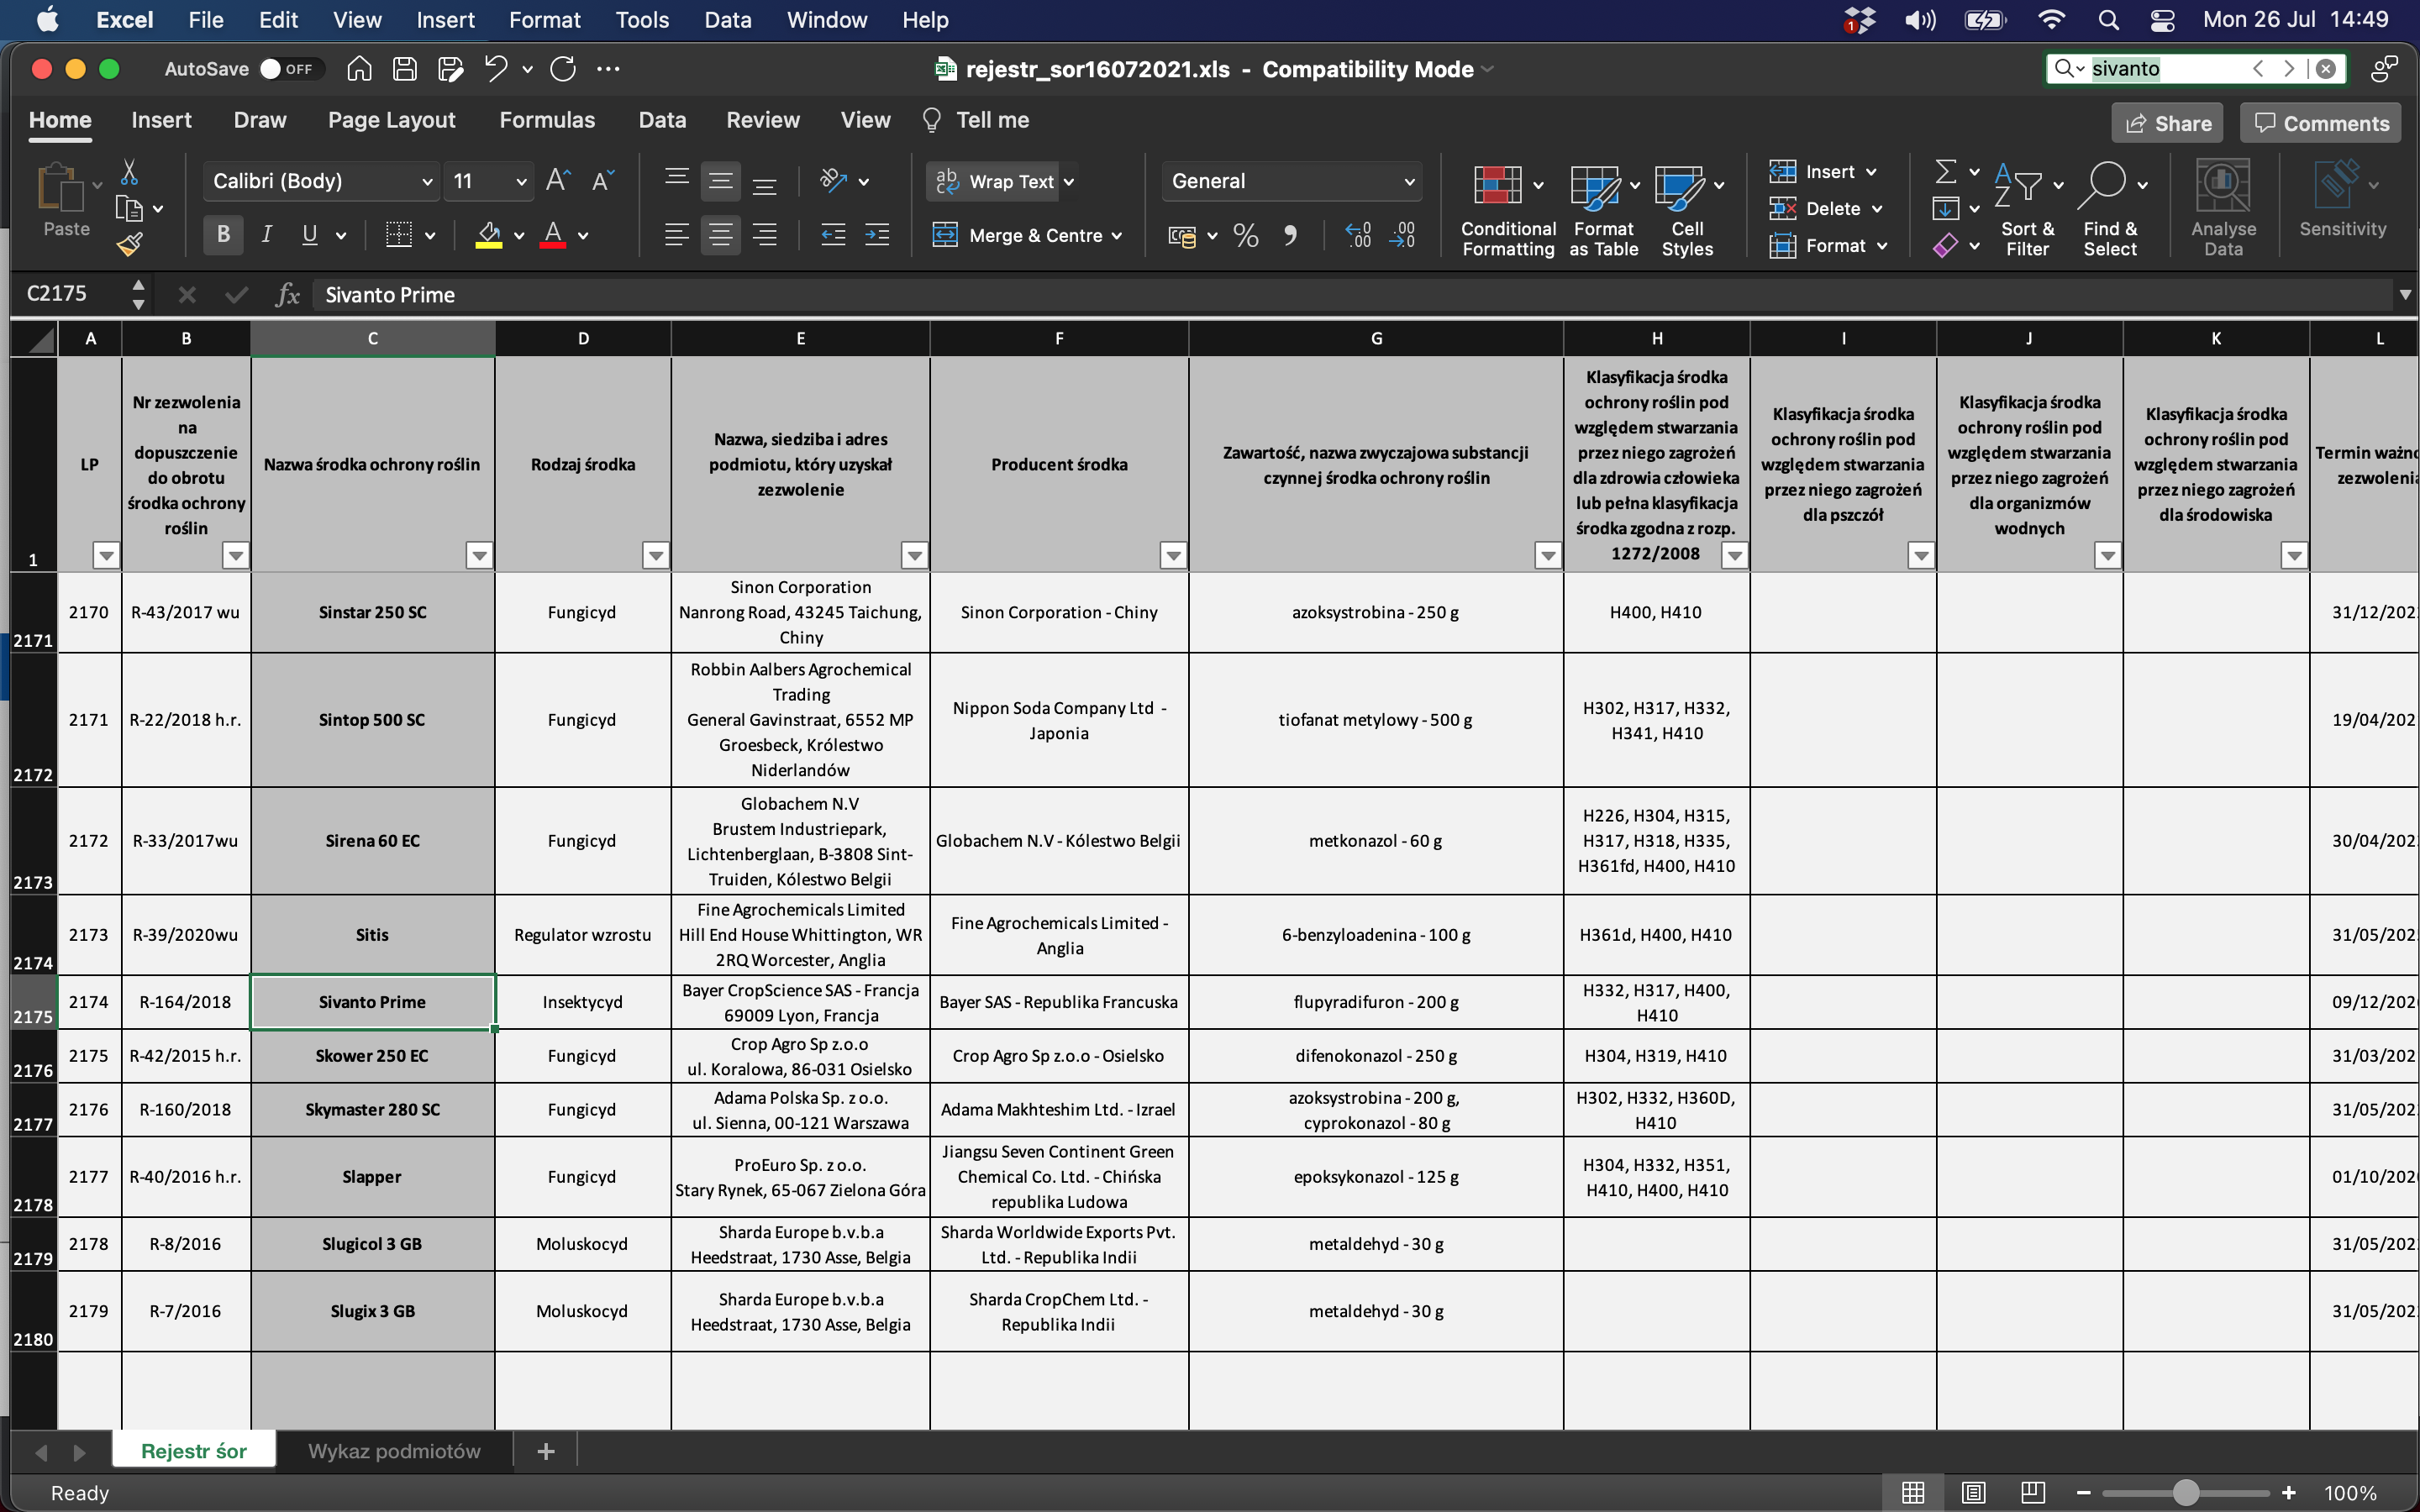 Excel File Edit View Insert Format Tools Data Window Help 1 Mon 26 Jul 14:49
AutoSave OFF rejestr_sor16072021.xls - Compatibility Mode sivanto
Home Insert Draw Page Layout Formulas Data Review View Tell me Share Comments
Paste Calibri (Body) 11 Wrap Text General Conditional Formatting Format as Table Cell Styles Insert Delete Format Sort & Filter Find & Select Analyse Data Sensitivity
B I U A Merge & Centre % 
C2175 fx Sivanto Prime
A B C D E F G H I J K L
1
LP
Nr zezwolenia
na
dopuszczenie
do obrotu
środka ochrony
roślin
Nazwa środka ochrony roślin
Rodzaj środka
Nazwa, siedziba i adres
podmiotu, który uzyskał
zezwolenie
Producent środka
Zawartość, nazwa zwyczajowa substancji
czynnej środka ochrony roślin
Klasyfikacja środka
ochrony roślin pod
względem stwarzania
przez niego zagrożeń
dla zdrowia człowieka
lub pełna klasyfikacja
środka zgodna z rozp.
1272/2008
Klasyfikacja środka
ochrony roślin pod
względem stwarzania
przez niego zagrożeń
dla pszczół
Klasyfikacja środka
ochrony roślin pod
względem stwarzania
przez niego zagrożeń
dla organizmów
wodnych
Klasyfikacja środka
ochrony roślin pod
względem stwarzania
przez niego zagrożeń
dla środowiska
Termin
2171
2170 R-43/2017 wu Sinstar 250 SC Fungicyd
Sinon Corporation
Nanrong Road, 43245 Taichung,
Chiny
Sinon Corporation - Chiny
azoksystrobina - 250 g
H400, H410
31/12/202
2172
2171 R-22/2018 h.r. Sintop 500 SC Fungicyd
Robbin Aalbers Agrochemical
Trading
General Gavinstraat, 6552 MP
Groesbeck, Królestwo
Niderlandów
Nippon Soda Company Ltd -
Japonia
tiofanat metylowy - 500 g
H302, H317, H332,
H341, H410
19/04/202
2173
2172 R-33/2017wu Sirena 60 EC Fungicyd
Globachem N.V
Brustem Industriepark,
Lichtenberglaan, B-3808 Sint-
Truiden, Kólestwo Belgii
Globachem N.V - Kólestwo Belgii
metkonazol - 60 g
H226, H304, H315,
H317, H318, H335,
H361fd, H400, H410
30/04/202
2174
2173 R-39/2020wu Sitis Regulator wzrostu
Fine Agrochemicals Limited
Hill End House Whittington, WR
2RQ Worcester, Anglia
Fine Agrochemicals Limited -
Anglia
6-benzyloadenina - 100 g
H361d, H400, H410
31/05/202
2175
2174 R-164/2018 Sivanto Prime Insektycyd
Bayer CropScience SAS - Francja
69009 Lyon, Francja
Bayer SAS - Republika Francuska
flupyradifuron - 200 g
H332, H317, H400,
H410
09/12/202
2176
2175 R-42/2015 h.r. Skower 250 EC Fungicyd
Crop Agro Sp z.o.o
ul. Koralowa, 86-031 Osielsko
Crop Agro Sp z.o.o - Osielsko
difenokonazol - 250 g
H304, H319, H410
31/03/202
2177
2176 R-160/2018 Skymaster 280 SC Fungicyd
Adama Polska Sp. z o.o.
ul. Sienna, 00-121 Warszawa
Adama Makhteshim Ltd. - Izrael
azoksystrobina - 200 g,
cyprokonazol - 80 g
H302, H332, H360D,
H410
31/05/202
2178
2177 R-40/2016 h.r. Slapper Fungicyd
ProEuro Sp. z o.o.
Stary Rynek, 65-067 Zielona Góra
Jiangsu Seven Continent Green
Chemical Co. Ltd. - Chińska
republika Ludowa
epoksykonazol - 125 g
H304, H332, H351,
H410, H400, H410
01/10/202
2179
2178 R-8/2016 Slugicol 3 GB Moluskocyd
Sharda Europe b.v.b.a
Heedstraat, 1730 Asse, Belgia
Sharda Worldwide Exports Pvt.
Ltd. - Republika Indii
metaldehyd - 30 g
31/05/202
2180
2179 R-7/2016 Slugix 3 GB Moluskocyd
Sharda Europe b.v.b.a
Heedstraat, 1730 Asse, Belgia
Sharda CropChem Ltd. -
Republika Indii
metaldehyd - 30 g
31/05/202
Rejestr śor Wykaz podmiotów +
Ready 100%